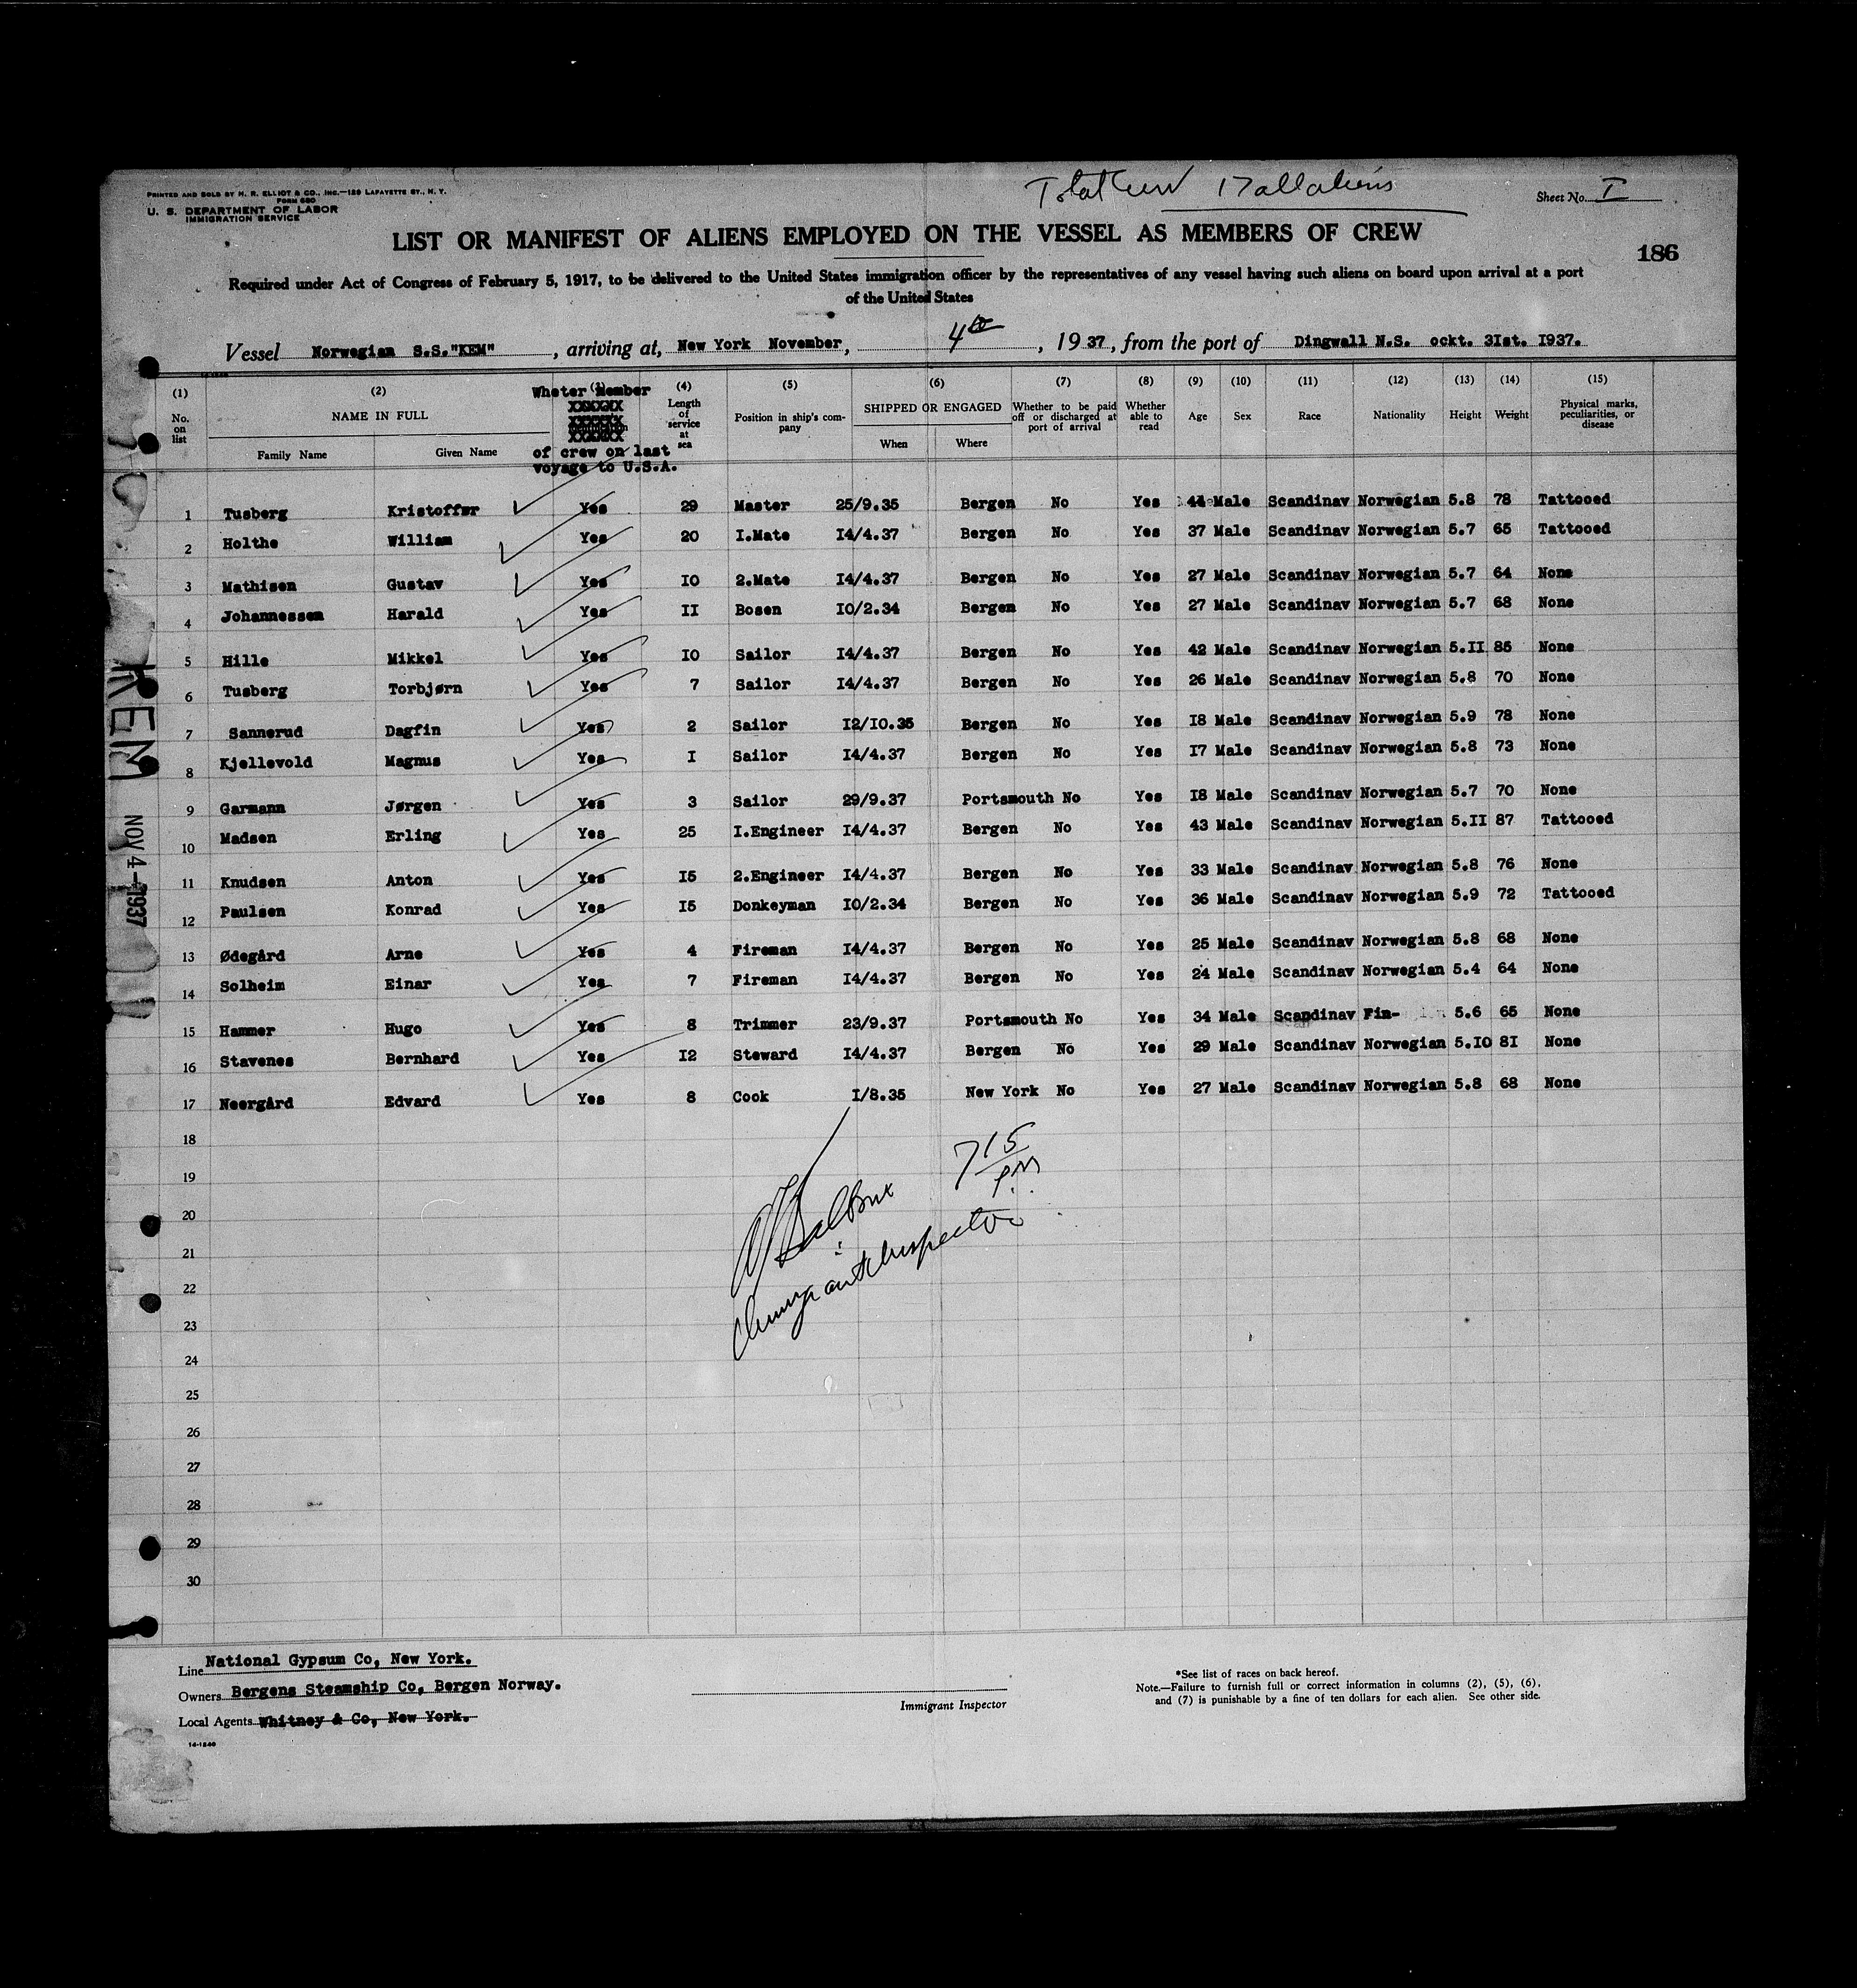 PRINTED AND SOLD BY H. R. ELLIOT & CO., INC.—129 LAFAYETTE ST., N. Y.
FORM 680
U. S. DEPARTMENT OF LABOR
IMMIGRATION SERVICE
Total Crew 17 all aliens
Sheet No. I
LIST OR MANIFEST OF ALIENS EMPLOYED ON THE VESSEL AS MEMBERS OF CREW
186
Required under Act of Congress of February 5, 1917, to be delivered to the United States immigration officer by the representatives of any vessel having such aliens on board upon arrival at a port
of the United States
Vessel Norwegian S.S."KEM", arriving at, New York November, 4th, 1937, from the port of Dingwall N.S. ockt. 3Ist. I937.
(1) (2) (3) (4) (5) (6) (7) (8) (9) (10) (11) (12) (13) (14) (15)
No. on list NAME IN FULL Family Name Given Name Wheter Member XXXXXX XXXXXX XXXXXX of crew on last voyage to U.S.A. Length of service at sea Position in ship's company SHIPPED OR ENGAGED When Where Whether to be paid off or discharged at port of arrival Whether able to read Age Sex Race Nationality Height Weight Physical marks, peculiarities, or disease
1 Tusberg Kristoffer Yes 29 Master 25/9.35 Bergen No Yes 44 Male Scandinav Norwegian 5.8 78 Tattooed
2 Holthe William Yes 20 I.Mate I4/4.37 Bergen No Yes 37 Male Scandinav Norwegian 5.7 65 Tattooed
3 Mathisen Gustav Yes IO 2.Mate I4/4.37 Bergen No Yes 27 Male Scandinav Norwegian 5.7 64 None
4 Johannessen Harald Yes II Bosen IO/2.34 Bergen No Yes 27 Male Scandinav Norwegian 5.7 68 None
5 Hille Mikkel Yes IO Sailor I4/4.37 Bergen No Yes 42 Male Scandinav Norwegian 5.II 85 None
6 Tusberg Torbjørn Yes 7 Sailor I4/4.37 Bergen No Yes 26 Male Scandinav Norwegian 5.8 70 None
7 Sannerud Dagfin Yes 2 Sailor I2/IO.35 Bergen No Yes I8 Male Scandinav Norwegian 5.9 78 None
8 Kjellevold Magnus Yes I Sailor I4/4.37 Bergen No Yes I7 Male Scandinav Norwegian 5.8 73 None
9 Garmann Jørgen Yes 3 Sailor 29/9.37 Portsmouth No Yes I8 Male Scandinav Norwegian 5.7 70 None
10 Madsen Erling Yes 25 I.Engineer I4/4.37 Bergen No Yes 43 Male Scandinav Norwegian 5.II 87 Tattooed
11 Knudsen Anton Yes I5 2.Engineer I4/4.37 Bergen No Yes 33 Male Scandinav Norwegian 5.8 76 None
12 Paulsen Konrad Yes I5 Donkeyman IO/2.34 Bergen No Yes 36 Male Scandinav Norwegian 5.9 72 Tattooed
13 Ødegård Arne Yes 4 Fireman I4/4.37 Bergen No Yes 25 Male Scandinav Norwegian 5.8 68 None
14 Solheim Einar Yes 7 Fireman I4/4.37 Bergen No Yes 24 Male Scandinav Norwegian 5.4 64 None
15 Hammer Hugo Yes 8 Trimmer 23/9.37 Portsmouth No Yes 34 Male Scandinav Fin- 5.6 65 None
16 Stavenes Bernhard Yes I2 Steward I4/4.37 Bergen No Yes 29 Male Scandinav Norwegian 5.IO 8I None
17 Neergård Edvard Yes 8 Cook I/8.35 New York No Yes 27 Male Scandinav Norwegian 5.8 68 None
18
19
20
21
22
23
24
25
26
27
28
29
30
7 15 P.M.
Immigrant Inspector
KEM
NOV 4-1937
Line National Gypsum Co, New York.
Owners Bergens Steamship Co, Bergen Norway.
Local Agents Whitney & Co, New York.
14-1240
Immigrant Inspector
*See list of races on back hereof.
Note.—Failure to furnish full or correct information in columns (2), (5), (6),
and (7) is punishable by a fine of ten dollars for each alien. See other side.